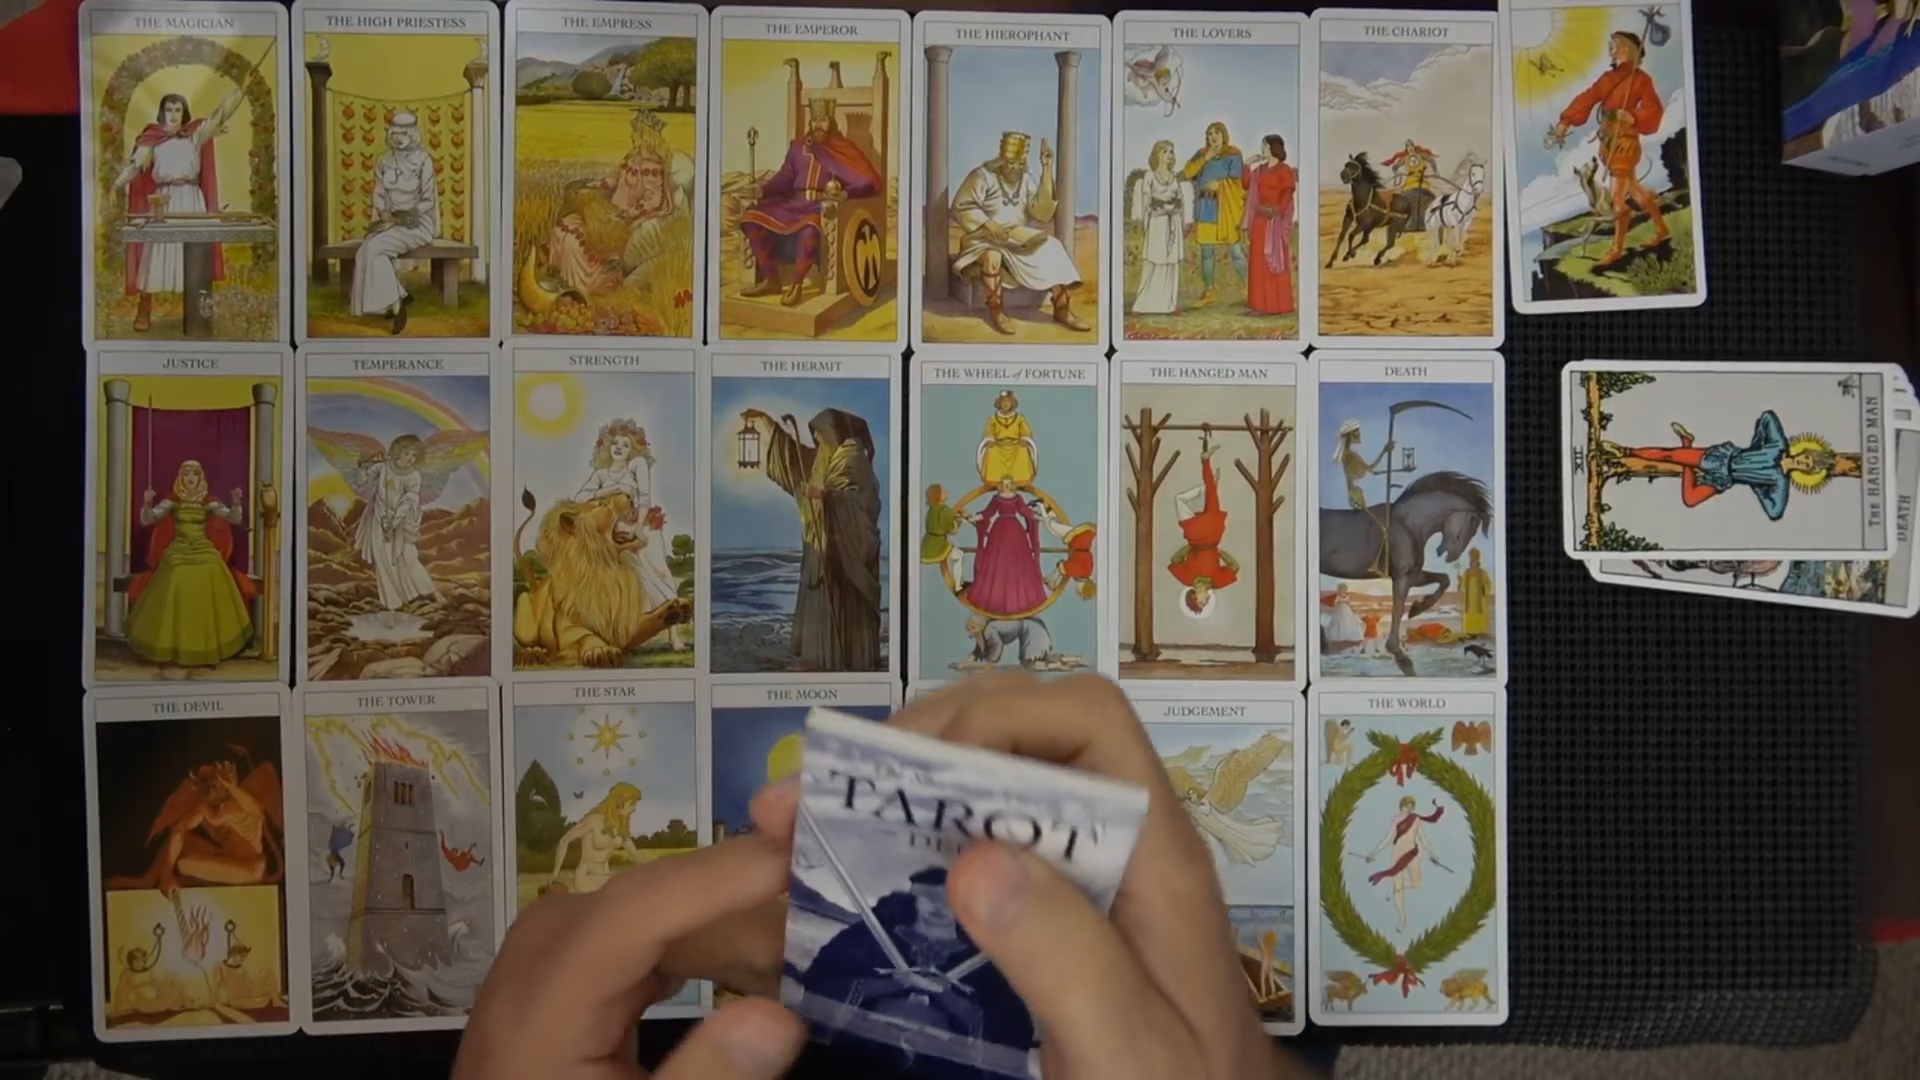 THE MAGICIAN
THE HIGH PRIESTESS
THE EMPRESS
THE EMPEROR
THE HIEROPHANT
THE LOVERS
THE CHARIOT
JUSTICE
TEMPERANCE
STRENGTH
THE HERMIT
THE WHEEL of FORTUNE
THE HANGED MAN
DEATH
XII
THE HANGED MAN
DEATH
THE DEVIL
THE TOWER
THE STAR
THE MOON
JUDGEMENT
THE WORLD
TAROT